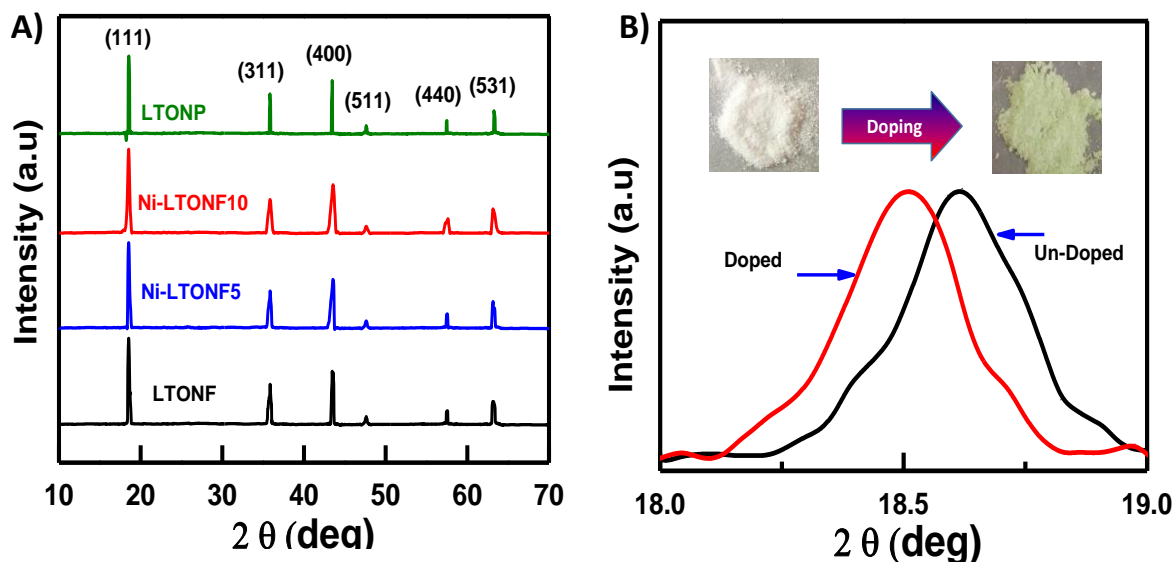 A)
(111)
(311)
(400)
(511)
(440)
(531)
LTONP
Ni-LTONF10
Ni-LTONF5
LTONF
Intensity (a.u)
10 20 30 40 50 60 70
2 θ (deg)
B)
Doping
Doped
Un-Doped
Intensity (a.u)
18.0 18.5 19.0
2 θ (deg)